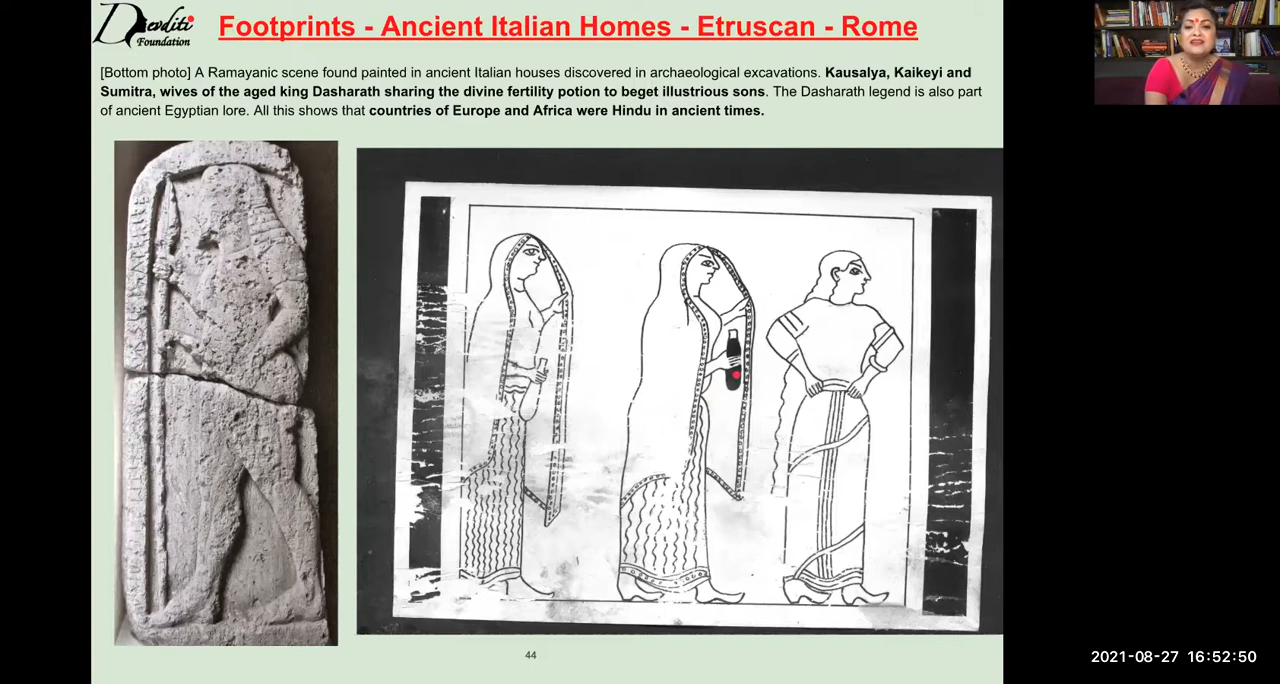 Devditi
Foundation
Footprints - Ancient Italian Homes - Etruscan - Rome
[Bottom photo] A Ramayanic scene found painted in ancient Italian houses discovered in archaeological excavations. Kausalya, Kaikeyi and
Sumitra, wives of the aged king Dasharath sharing the divine fertility potion to beget illustrious sons. The Dasharath legend is also part
of ancient Egyptian lore. All this shows that countries of Europe and Africa were Hindu in ancient times.
44
2021-08-27 16:52:50